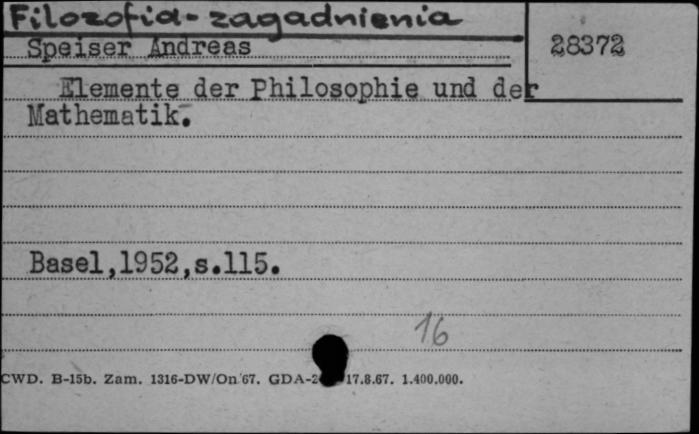 Filozofia-zagadnienia
Speiser Andreas
28372
Elemente der Philosophie und der
Mathematik.
Basel,1952,s.115.
16
CWD. B-15b. Zam. 1316-DW/On 67. GDA-2 17.8.67. 1.400.000.